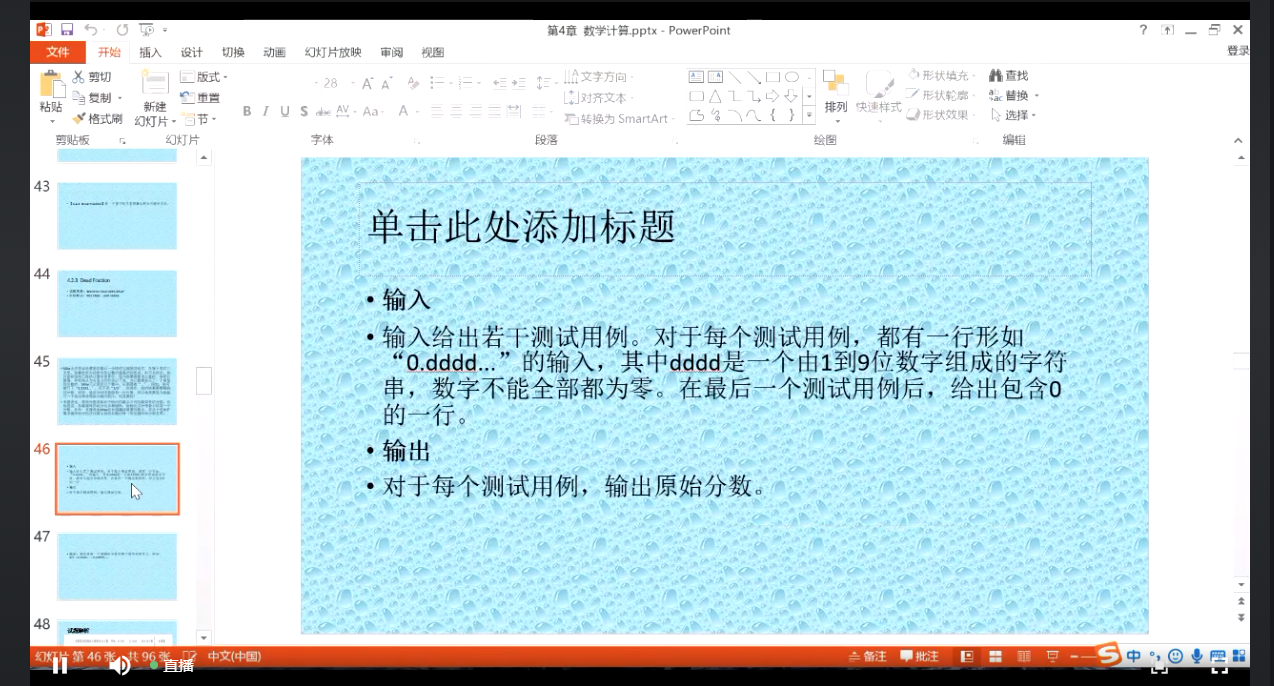 第4章 数学计算.pptx - PowerPoint
?
登录
文件 开始 插入 设计 切换 动画 幻灯片放映 审阅 视图
粘贴
剪切
复制
格式刷
剪贴板
新建
幻灯片
版式
重置
节
幻灯片
28
B I U S abc AV Aa A
字体
文字方向
对齐文本
转换为 SmartArt
段落
排列
快速样式
形状填充
形状轮廓
形状效果
绘图
查找
替换
选择
编辑
43
44
4.2.3 Dead Fraction
45
46
47
48
试题解析
单击此处添加标题
• 输入
• 输入给出若干测试用例。对于每个测试用例，都有一行形如
“0.dddd…”的输入，其中dddd是一个由1到9位数字组成的字符
串，数字不能全部都为零。在最后一个测试用例后，给出包含0
的一行。
• 输出
• 对于每个测试用例，输出原始分数。
幻灯片 第 46 张，共 96 张 中文(中国)
直播
备注 批注
中